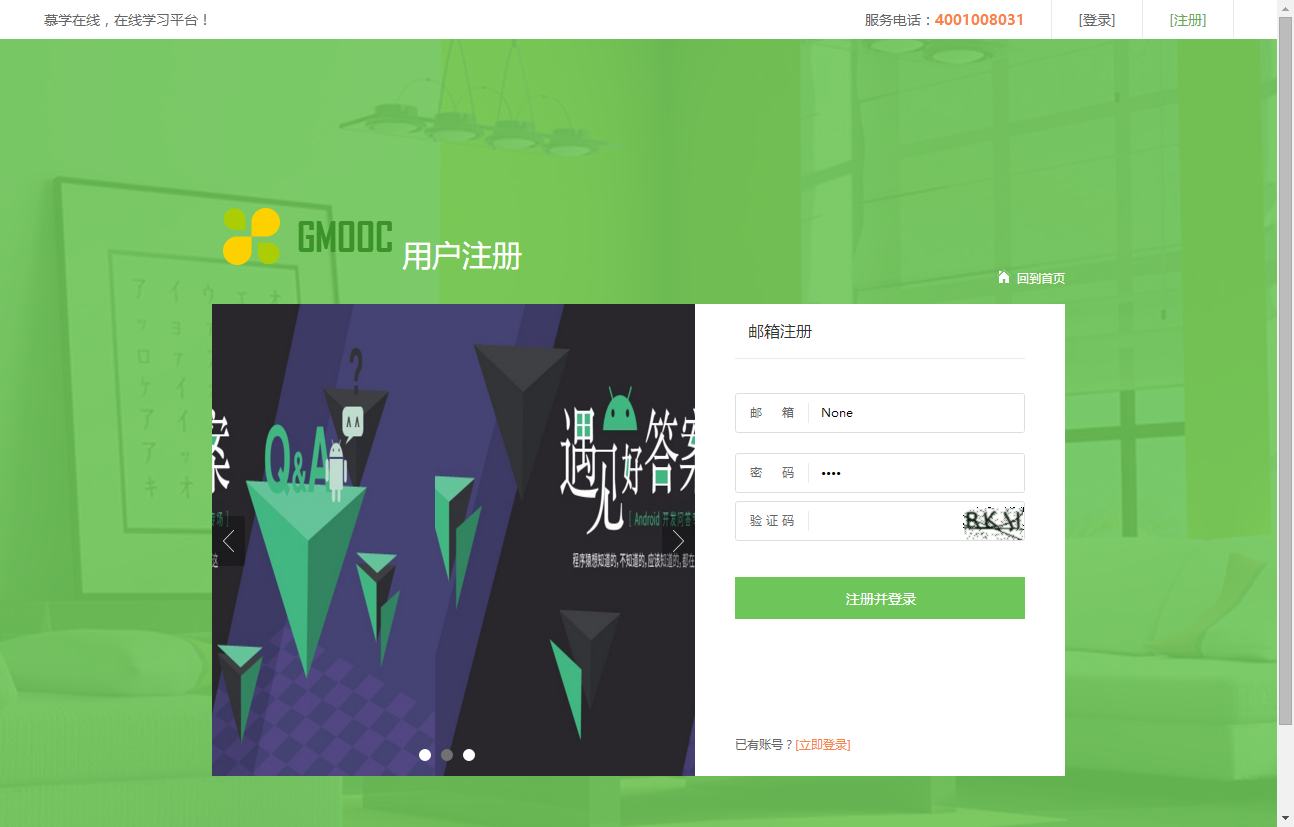 慕学在线，在线学习平台！
服务电话：4001008031
[登录]
[注册]
GMOOC
用户注册
回到首页
Q&A
?
遇见好答案
[ Android 开发问答
程序猿想知道的,不知道的,应该知道的,都在
邮箱注册
邮 箱 None
密 码 ••••
验 证 码
注册并登录
已有账号？[立即登录]